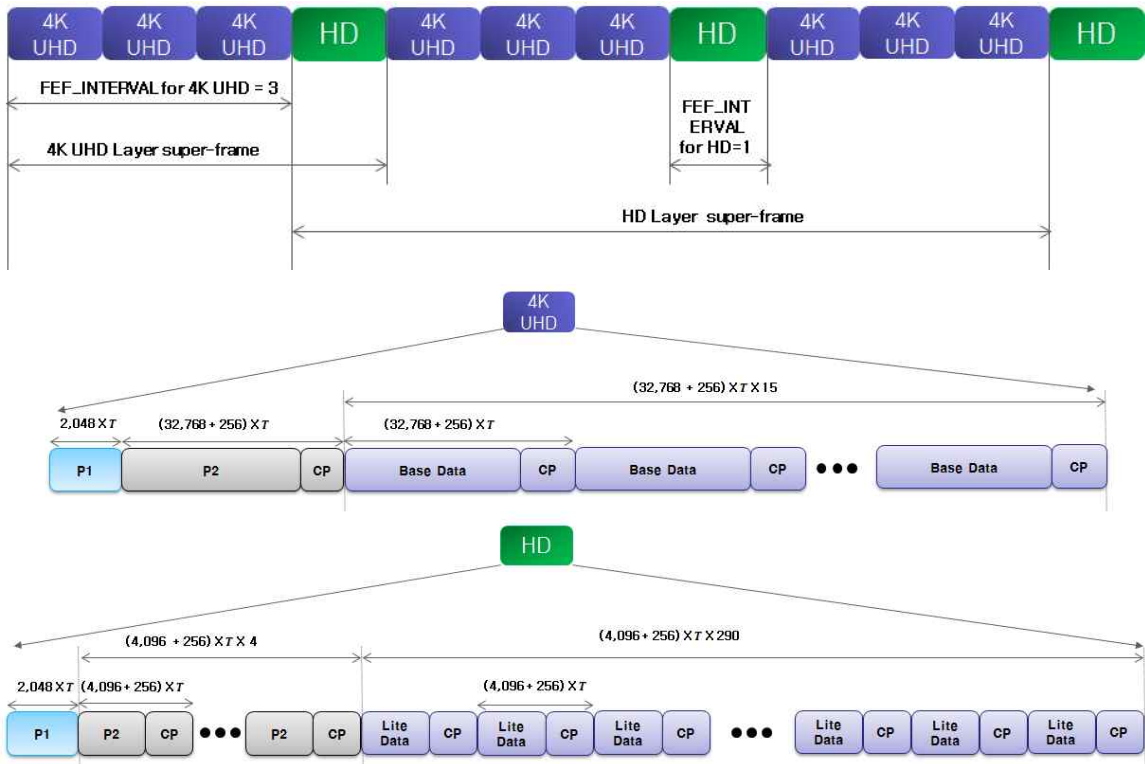 4K UHD 4K UHD 4K UHD HD 4K UHD 4K UHD 4K UHD HD 4K UHD 4K UHD 4K UHD HD
FEF_INTERVAL for 4K UHD = 3
FEF_INT
ERVAL
for HD=1
4K UHD Layer super-frame
HD Layer super-frame
4K
UHD
(32,768 + 256) X T X 15
2,048 X T (32,768 + 256) X T (32,768 + 256) X T
P1 P2 CP Base Data CP Base Data CP ••• Base Data CP
HD
(4,096 + 256) X T X 4 (4,096 + 256) X T X 290
2,048 X T (4,096 + 256) X T (4,096 + 256) X T
P1 P2 CP ••• P2 CP Lite Data CP Lite Data CP Lite Data CP ••• Lite Data CP Lite Data CP Lite Data CP